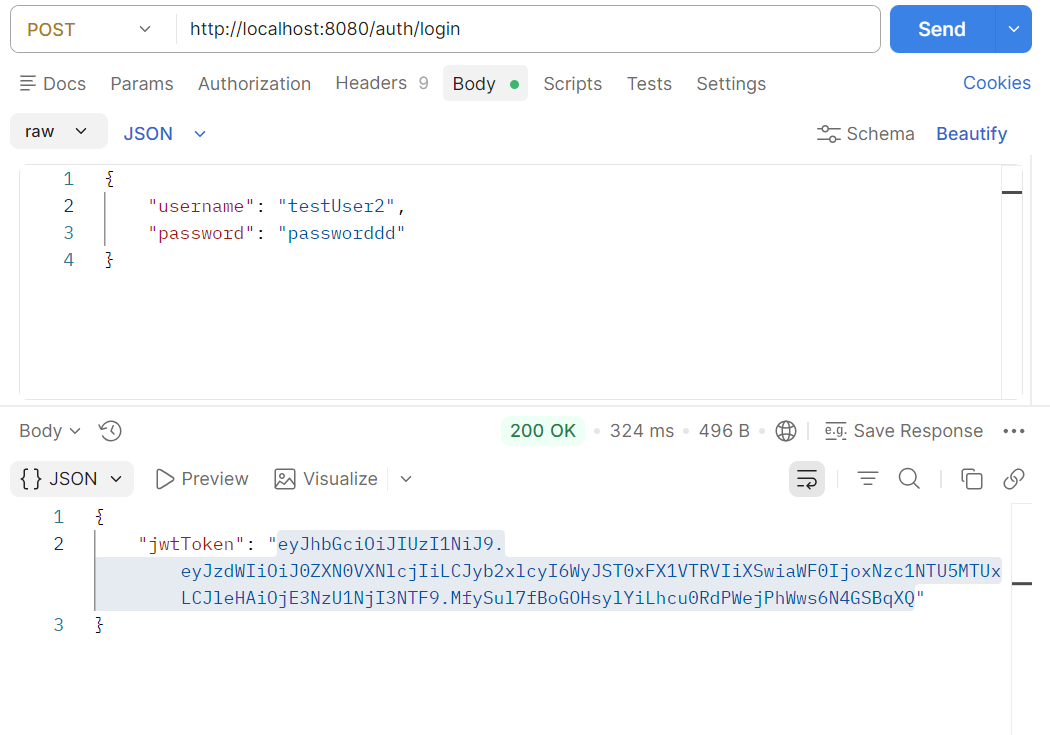 POST http://localhost:8080/auth/login Send
Docs Params Authorization Headers 9 Body Scripts Tests Settings Cookies
raw JSON Schema Beautify
1 {
2 "username": "testUser2",
3 "password": "passworddd"
4 }
Body 200 OK • 324 ms • 496 B • e.g. Save Response •••
{} JSON Preview Visualize
1 {
2 "jwtToken": "eyJhbGciOiJIUzI1NiJ9.
eyJzdWIiOiJ0ZXN0VXNlcjIiLCJyb2xlcyI6WyJST0xFX1VTRVIiXSwiaWF0IjoxNzc1NTU5MTUx
LCJleHAiOjE3NzU1NjI3NTF9.MfySul7fBoGOHsylYiLhcu0RdPWejPhWws6N4GSBqXQ"
3 }